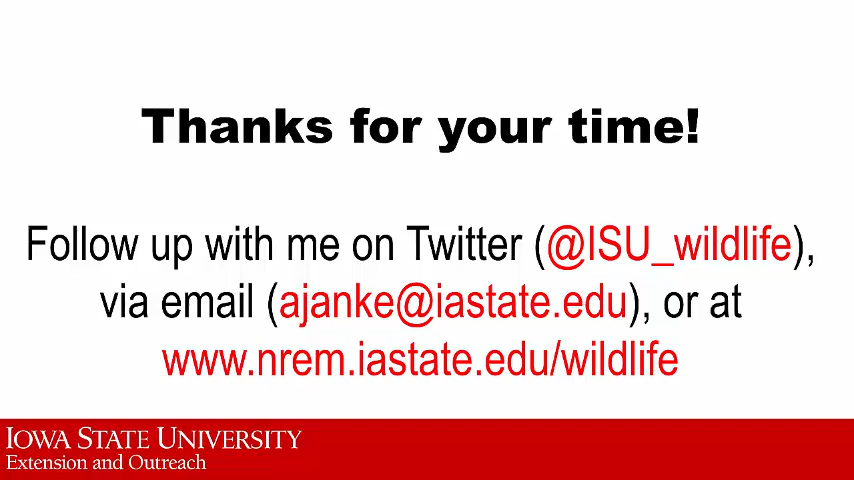 Thanks for your time!
Follow up with me on Twitter (@ISU_wildlife),
via email (ajanke@iastate.edu), or at
www.nrem.iastate.edu/wildlife
IOWA STATE UNIVERSITY
Extension and Outreach